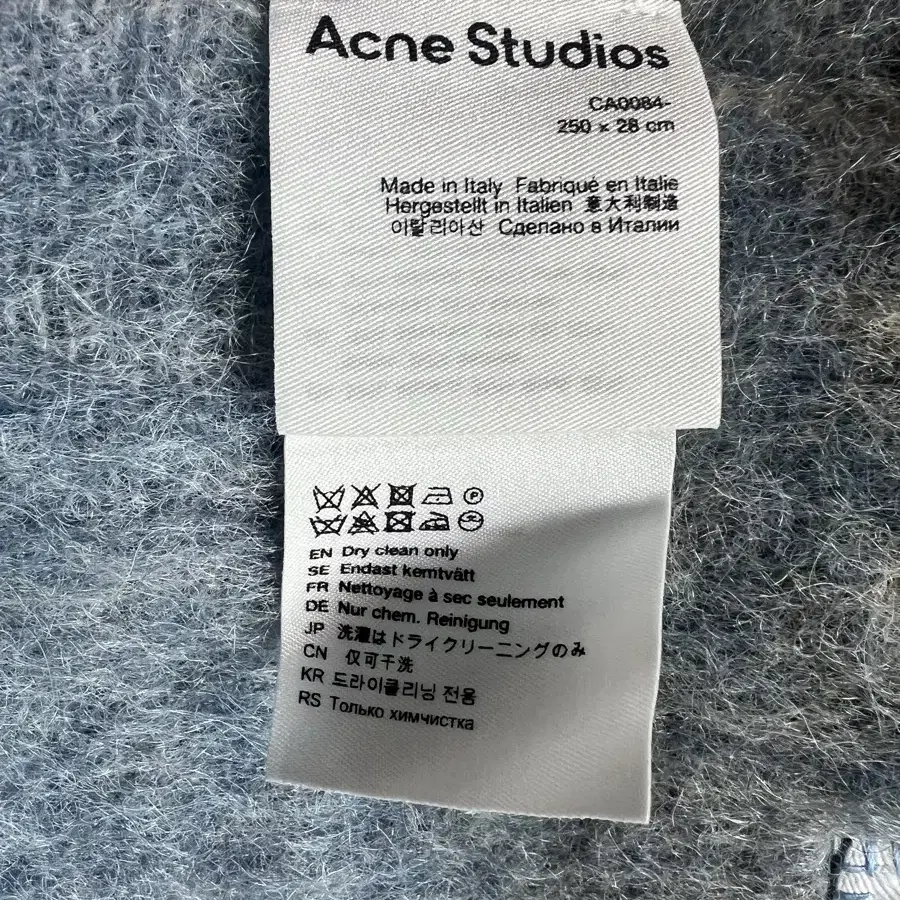 Acne Studios
CA0084-
250 x 28 cm
Made in Italy Fabriqué en Italie
Hergestellt in Italien 意大利制造
이탈리아산 Сделано в Италии
EN Dry clean only
SE Endast kemtvätt
FR Nettoyage à sec seulement
DE Nur chem. Reinigung
JP 洗濯はドライクリーニングのみ
CN 仅可干洗
KR 드라이클리닝 전용
RS Только химчистка